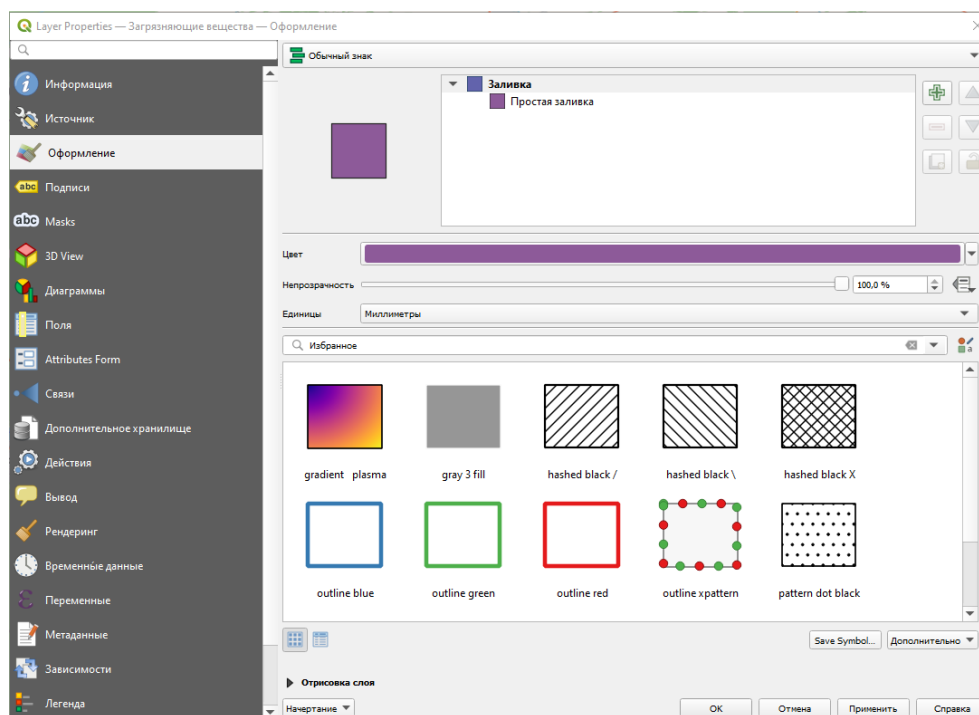 Layer Properties — Загрязняющие вещества — Оформление
Обычный знак
Информация
Источник
Оформление
abc Подписи
abc Masks
3D View
Диаграммы
Поля
Attributes Form
Связи
Дополнительное хранилище
Действия
Вывод
Рендеринг
Временные данные
Переменные
Метаданные
Зависимости
Легенда
Заливка
Простая заливка
Цвет
Непрозрачность 100,0 %
Единицы Миллиметры
Избранное
gradient plasma gray 3 fill hashed black / hashed black \ hashed black X
outline blue outline green outline red outline xpattern pattern dot black
Save Symbol... Дополнительно
Отрисовка слоя
Начертание OK Отмена Применить Справка